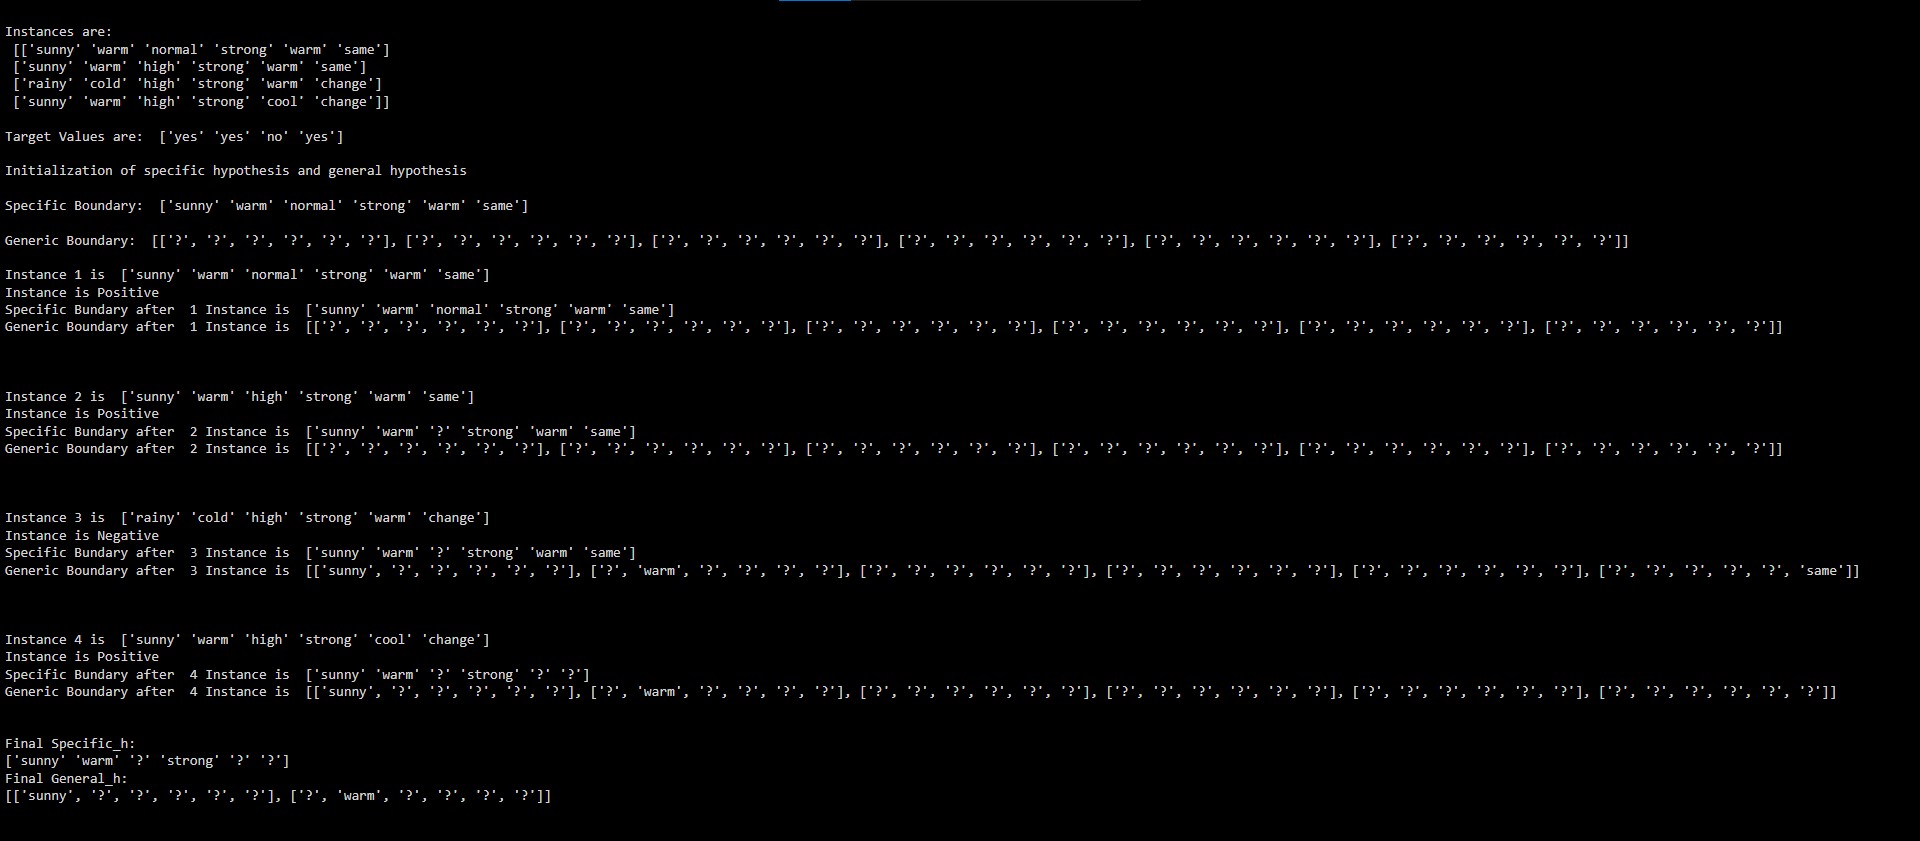 Instances are:
[['sunny' 'warm' 'normal' 'strong' 'warm' 'same']
['sunny' 'warm' 'high' 'strong' 'warm' 'same']
['rainy' 'cold' 'high' 'strong' 'warm' 'change']
['sunny' 'warm' 'high' 'strong' 'cool' 'change']]
Target Values are:  ['yes' 'yes' 'no' 'yes']
Initialization of specific hypothesis and general hypothesis
Specific Boundary:  ['sunny' 'warm' 'normal' 'strong' 'warm' 'same']
Generic Boundary:  [['?', '?', '?', '?', '?', '?'], ['?', '?', '?', '?', '?', '?'], ['?', '?', '?', '?', '?', '?'], ['?', '?', '?', '?', '?', '?'], ['?', '?', '?', '?', '?', '?'], ['?', '?', '?', '?', '?', '?']]
Instance 1 is  ['sunny' 'warm' 'normal' 'strong' 'warm' 'same']
Instance is Positive
Specific Bundary after  1 Instance is  ['sunny' 'warm' 'normal' 'strong' 'warm' 'same']
Generic Boundary after  1 Instance is  [['?', '?', '?', '?', '?', '?'], ['?', '?', '?', '?', '?', '?'], ['?', '?', '?', '?', '?', '?'], ['?', '?', '?', '?', '?', '?'], ['?', '?', '?', '?', '?', '?'], ['?', '?', '?', '?', '?', '?']]
Instance 2 is  ['sunny' 'warm' 'high' 'strong' 'warm' 'same']
Instance is Positive
Specific Bundary after  2 Instance is  ['sunny' 'warm' '?' 'strong' 'warm' 'same']
Generic Boundary after  2 Instance is  [['?', '?', '?', '?', '?', '?'], ['?', '?', '?', '?', '?', '?'], ['?', '?', '?', '?', '?', '?'], ['?', '?', '?', '?', '?', '?'], ['?', '?', '?', '?', '?', '?'], ['?', '?', '?', '?', '?', '?']]
Instance 3 is  ['rainy' 'cold' 'high' 'strong' 'warm' 'change']
Instance is Negative
Specific Bundary after  3 Instance is  ['sunny' 'warm' '?' 'strong' 'warm' 'same']
Generic Boundary after  3 Instance is  [['sunny', '?', '?', '?', '?', '?'], ['?', 'warm', '?', '?', '?', '?'], ['?', '?', '?', '?', '?', '?'], ['?', '?', '?', '?', '?', '?'], ['?', '?', '?', '?', '?', '?'], ['?', '?', '?', '?', '?', 'same']]
Instance 4 is  ['sunny' 'warm' 'high' 'strong' 'cool' 'change']
Instance is Positive
Specific Bundary after  4 Instance is  ['sunny' 'warm' '?' 'strong' '?' '?']
Generic Boundary after  4 Instance is  [['sunny', '?', '?', '?', '?', '?'], ['?', 'warm', '?', '?', '?', '?'], ['?', '?', '?', '?', '?', '?'], ['?', '?', '?', '?', '?', '?'], ['?', '?', '?', '?', '?', '?'], ['?', '?', '?', '?', '?', '?']]
Final Specific_h:
['sunny' 'warm' '?' 'strong' '?' '?']
Final General_h:
[['sunny', '?', '?', '?', '?', '?'], ['?', 'warm', '?', '?', '?', '?']]